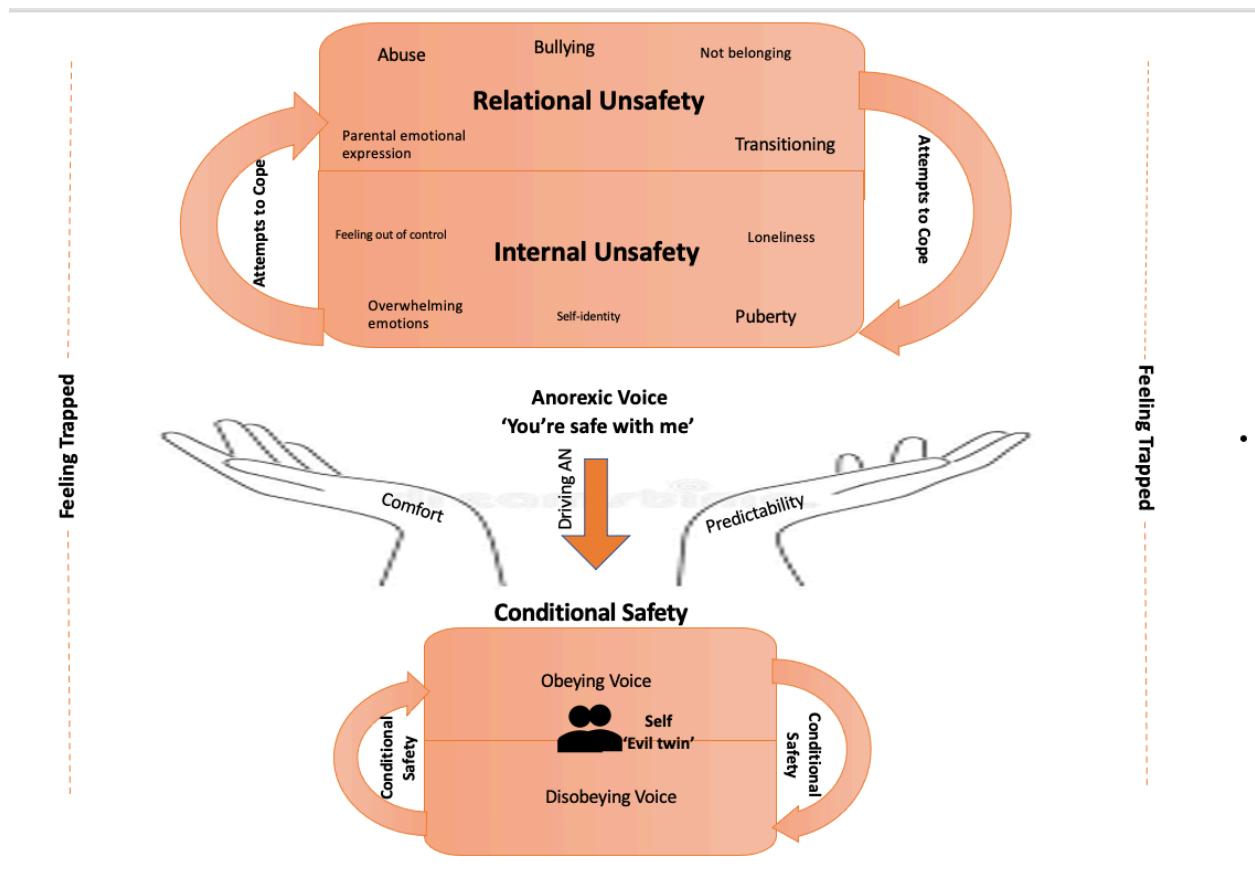 Abuse
Bullying
Not belonging
Relational Unsafety
Parental emotional
expression
Transitioning
Attempts to Cope
Attempts to Cope
Feeling out of control
Internal Unsafety
Loneliness
Overwhelming
emotions
Self-identity
Puberty
Feeling Trapped
Feeling Trapped
Anorexic Voice
‘You’re safe with me’
Driving AN
Comfort
Predictability
Conditional Safety
Obeying Voice
Self
‘Evil twin’
Conditional
Safety
Conditional
Safety
Disobeying Voice